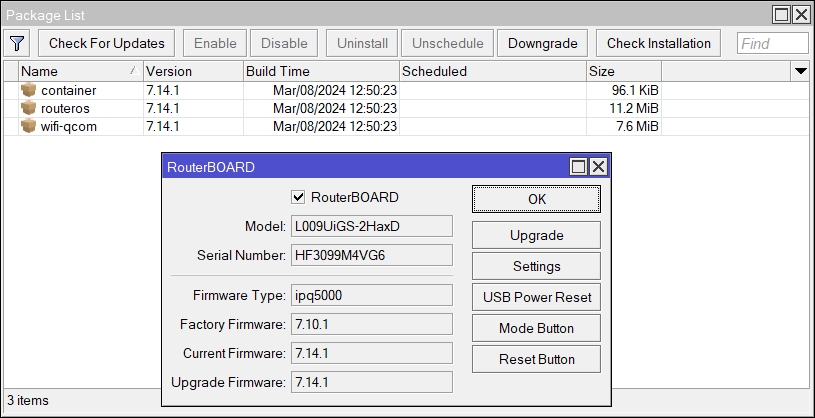 Package List
Check For Updates Enable Disable Uninstall Unschedule Downgrade Check Installation Find
Name Version Build Time Scheduled Size
container 7.14.1 Mar/08/2024 12:50:23 96.1 KiB
routeros 7.14.1 Mar/08/2024 12:50:23 11.2 MiB
wifi-qcom 7.14.1 Mar/08/2024 12:50:23 7.6 MiB
RouterBOARD
RouterBOARD
OK
Model: L009UiGS-2HaxD
Upgrade
Serial Number: HF3099M4VG6
Settings
Firmware Type: ipq5000
USB Power Reset
Factory Firmware: 7.10.1
Mode Button
Current Firmware: 7.14.1
Reset Button
Upgrade Firmware: 7.14.1
3 items